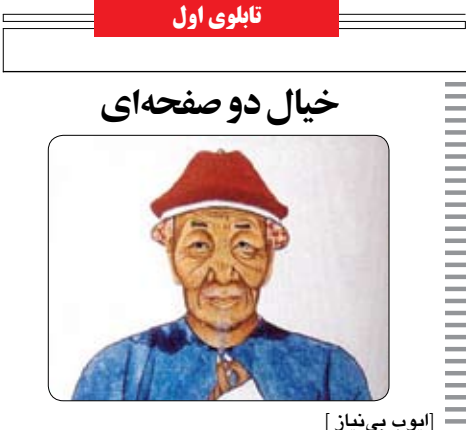 تابلوی اول
خیال دو صفحه‌ای
[ایوب بی‌نیاز]